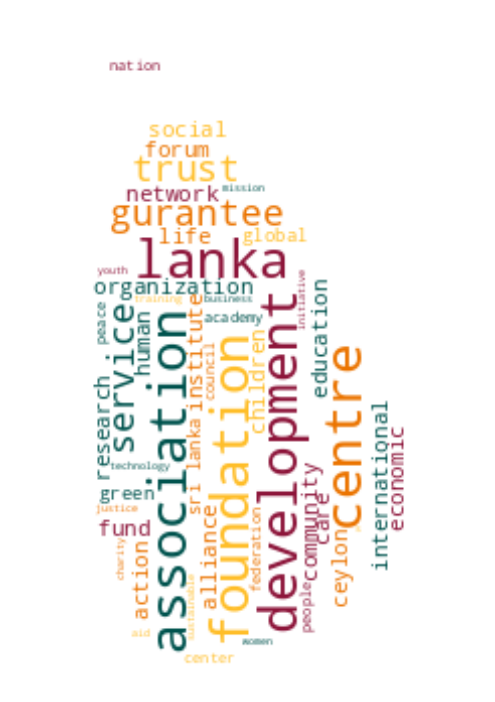 nation
social
forum
trust
mission
network
gurantee
life
global
lanka
youth
organization
initiative
training
business
peace
service
human
association
institute
academy
education
council
foundation
children
development
centre
research
sri lanka
technology
international
economic
green
justice
fund
community
care
alliance
federation
ceylon
charity
action
sustainable
people
aid
women
center